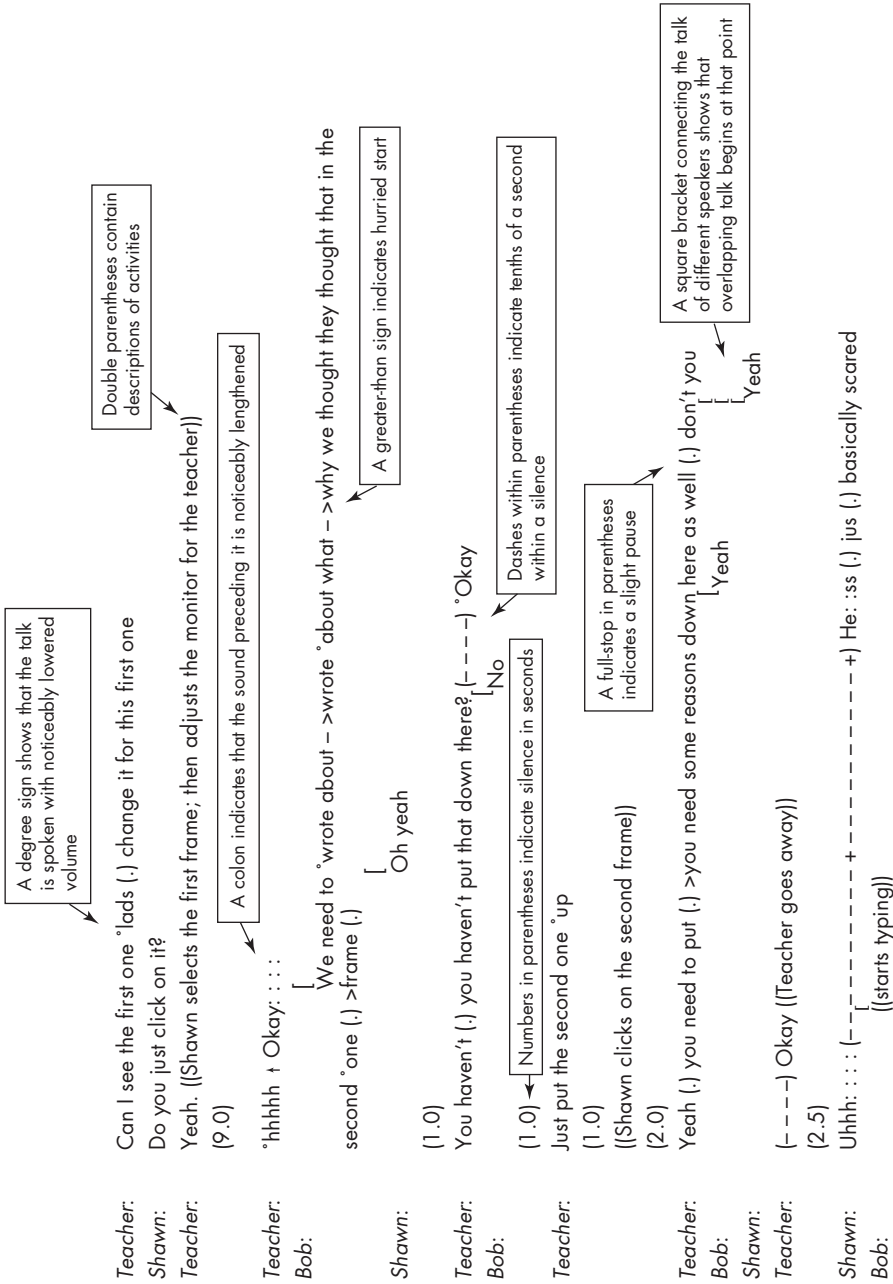 A degree sign shows that the talk
is spoken with noticeably lowered
volume
Teacher: Can I see the first one °lads (.) change it for this first one
Shawn: Do you just click on it?
Double parentheses contain
descriptions of activities
Teacher: Yeah. ((Shawn selects the first frame; then adjusts the monitor for the teacher))
(9.0)
A colon indicates that the sound preceding it is noticeably lengthened
Teacher: °hhhhh ↑ Okay: : : :
[
Bob: We need to °wrote about – >wrote °about what – >why we thought they thought that in the
second °one (.) >frame (.)
A greater-than sign indicates hurried start
[
Shawn: Oh yeah
(1.0)
Teacher: You haven't (.) you haven't put that down there? (– – – –) °Okay
[
Bob: No
Dashes within parentheses indicate tenths of a second
within a silence
(1.0)
Numbers in parentheses indicate silence in seconds
Teacher: Just put the second one °up
(1.0)
((Shawn clicks on the second frame))
(2.0)
A full-stop in parentheses
indicates a slight pause
Teacher: Yeah (.) you need to put (.) >you need some reasons down here as well (.) don't you
[ [
Bob: Yeah [
[
Shawn: Yeah
A square bracket connecting the talk
of different speakers shows that
overlapping talk begins at that point
Teacher: (– – – –) Okay ((Teacher goes away))
(2.5)
Shawn: Uhhh: : : : (– – – – – – – – – – + – – – – – – – – – – +) He: :ss (.) jus (.) basically scared
[
Bob: ((starts typing))